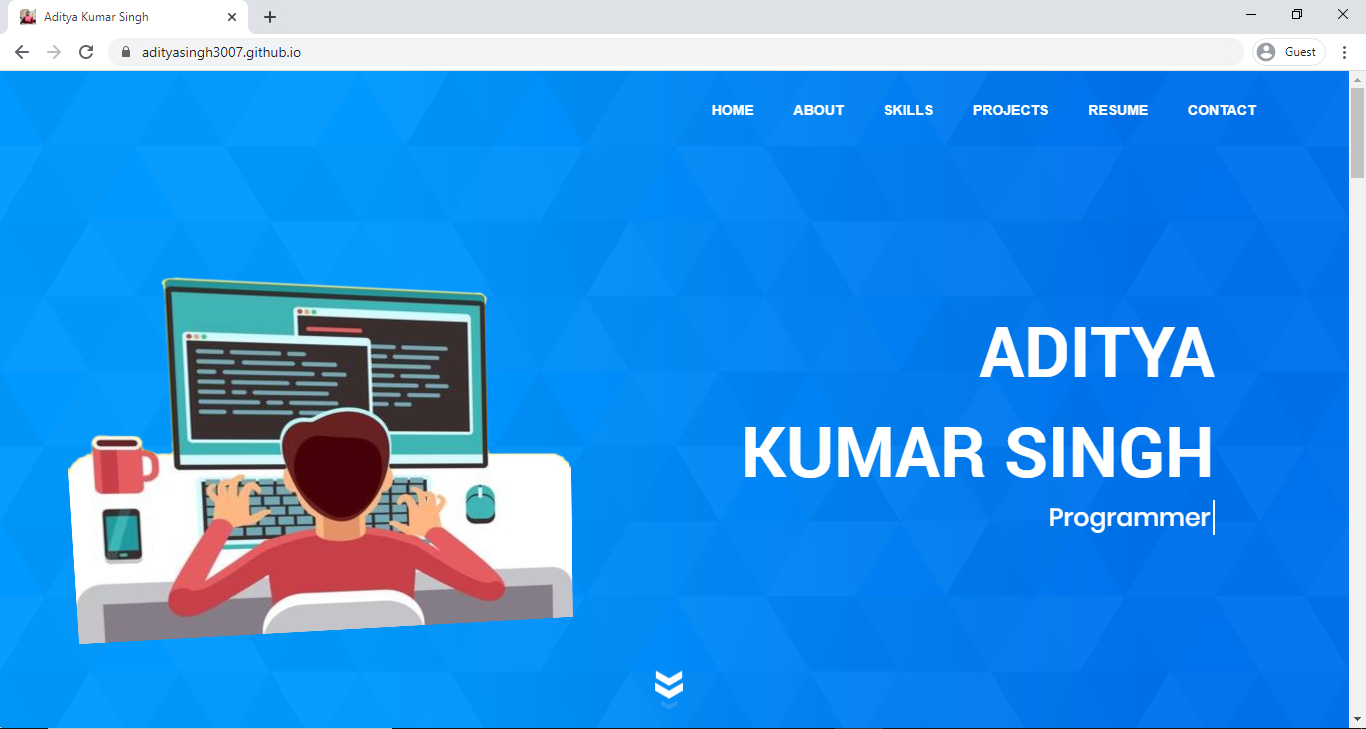 Aditya Kumar Singh
adityasingh3007.github.io
Guest
HOME ABOUT SKILLS PROJECTS RESUME CONTACT
ADITYA
KUMAR SINGH
Programmer